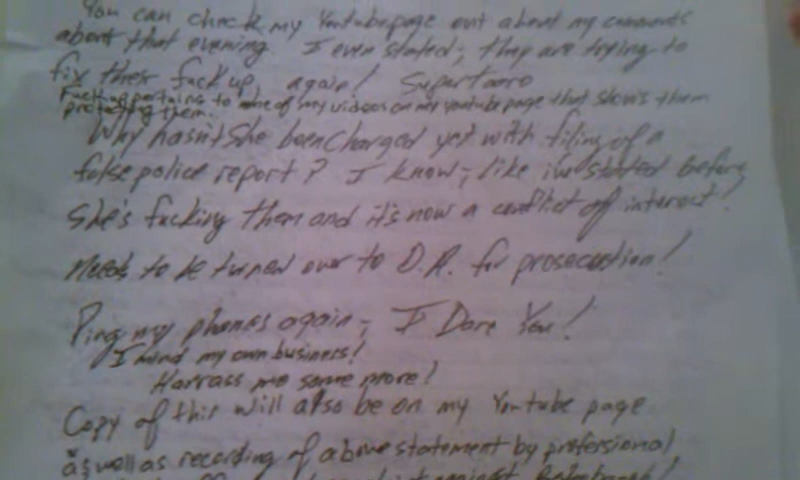 You can check my Youtube page out about my comments
about that evening. I even stated; they are trying to
fix their fuck up, again! Supertooro
pertaining to one of my videos on my youtube page that shows them
protecting them.
Why hasn't she been charged yet with filing of a
false police report? I know; like i've stated before
she's fucking them and it's now a conflict of interest!
Needs to be turned over to D.A. for prosecution!
Ping my phones again; I Dare You!
I mind my own business!
Harrass me some more!
Copy of this will also be on my Youtube page
as well as recording of above statement by professional
against